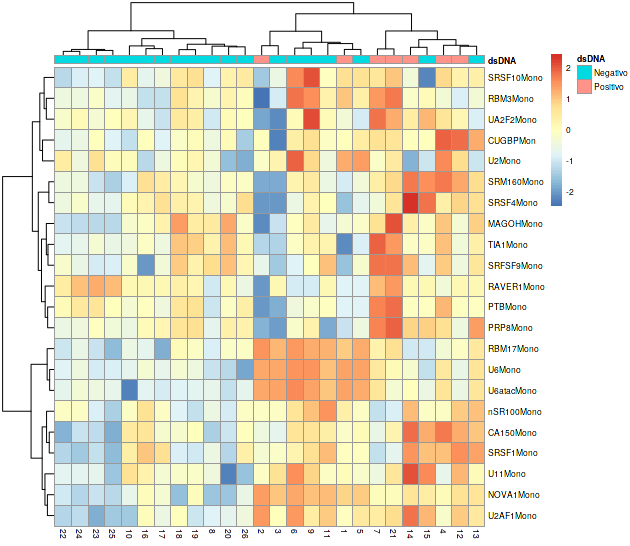 dsDNA
dsDNA
Negativo
Positivo
2
1
0
-1
-2
SRSF10Mono
RBM3Mono
UA2F2Mono
CUGBPMon
U2Mono
SRM160Mono
SRSF4Mono
MAGOHMono
TIA1Mono
SRFSF9Mono
RAVER1Mono
PTBMono
PRP8Mono
RBM17Mono
U6Mono
U6atacMono
nSR100Mono
CA150Mono
SRSF1Mono
U11Mono
NOVA1Mono
U2AF1Mono
22 24 23 25 10 16 17 18 19 8 20 26 2 3 6 9 11 1 5 7 21 14 15 4 12 13